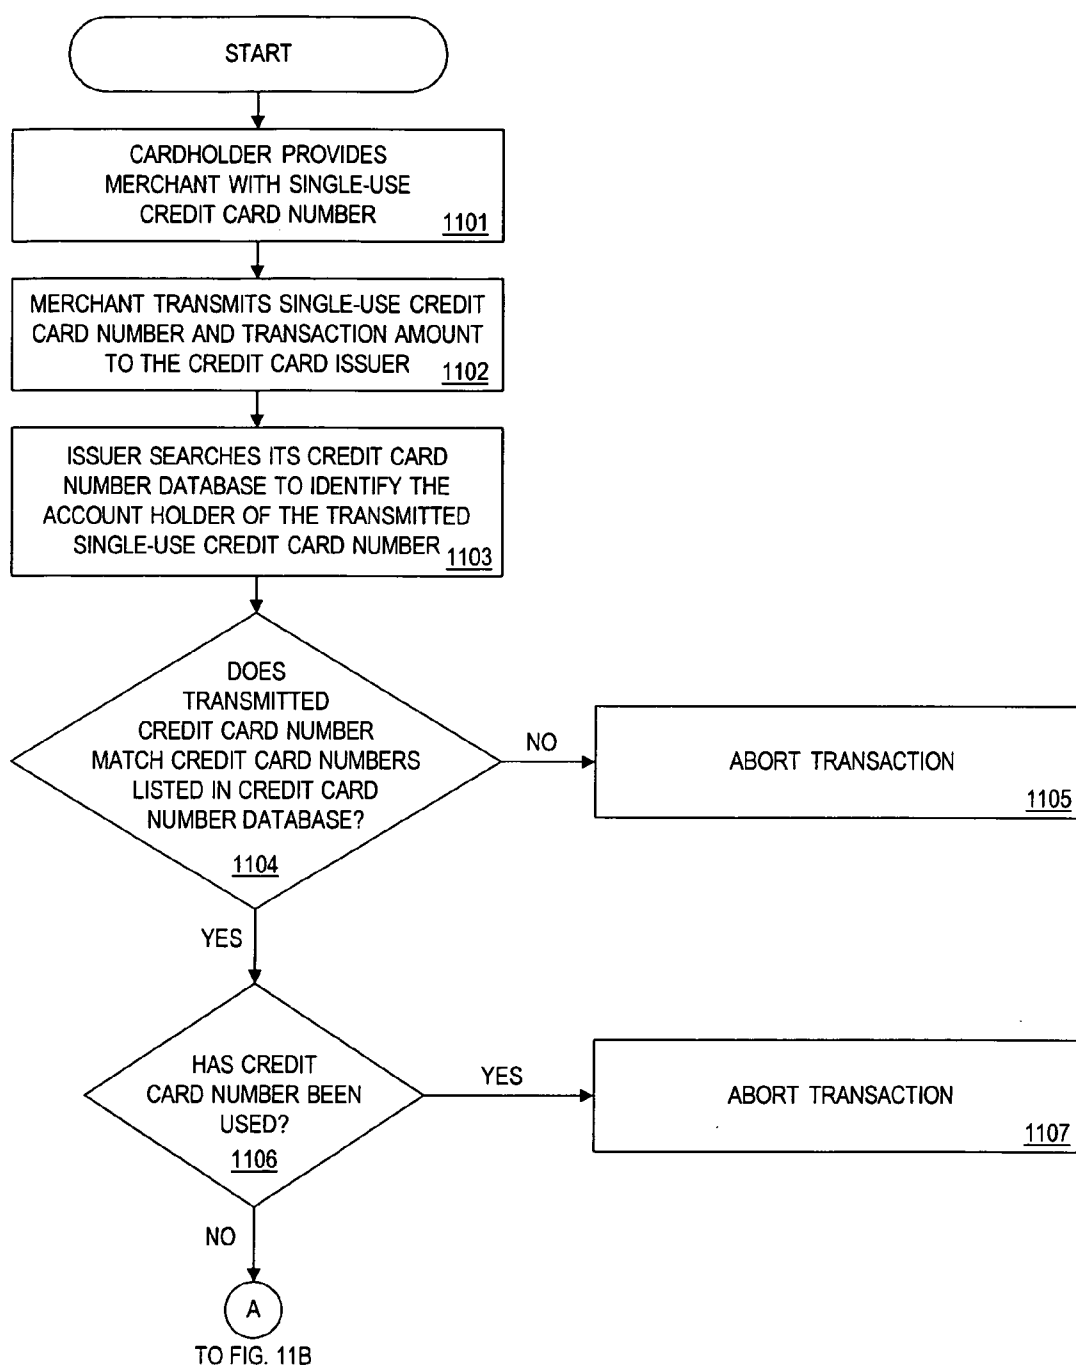 START
CARDHOLDER PROVIDES
MERCHANT WITH SINGLE-USE
CREDIT CARD NUMBER
1101
MERCHANT TRANSMITS SINGLE-USE CREDIT
CARD NUMBER AND TRANSACTION AMOUNT
TO THE CREDIT CARD ISSUER
1102
ISSUER SEARCHES ITS CREDIT CARD
NUMBER DATABASE TO IDENTIFY THE
ACCOUNT HOLDER OF THE TRANSMITTED
SINGLE-USE CREDIT CARD NUMBER
1103
DOES
TRANSMITTED
CREDIT CARD NUMBER
MATCH CREDIT CARD NUMBERS
LISTED IN CREDIT CARD
NUMBER DATABASE?
1104
NO
ABORT TRANSACTION
1105
YES
HAS CREDIT
CARD NUMBER BEEN
USED?
1106
YES
ABORT TRANSACTION
1107
NO
A
TO FIG. 11B